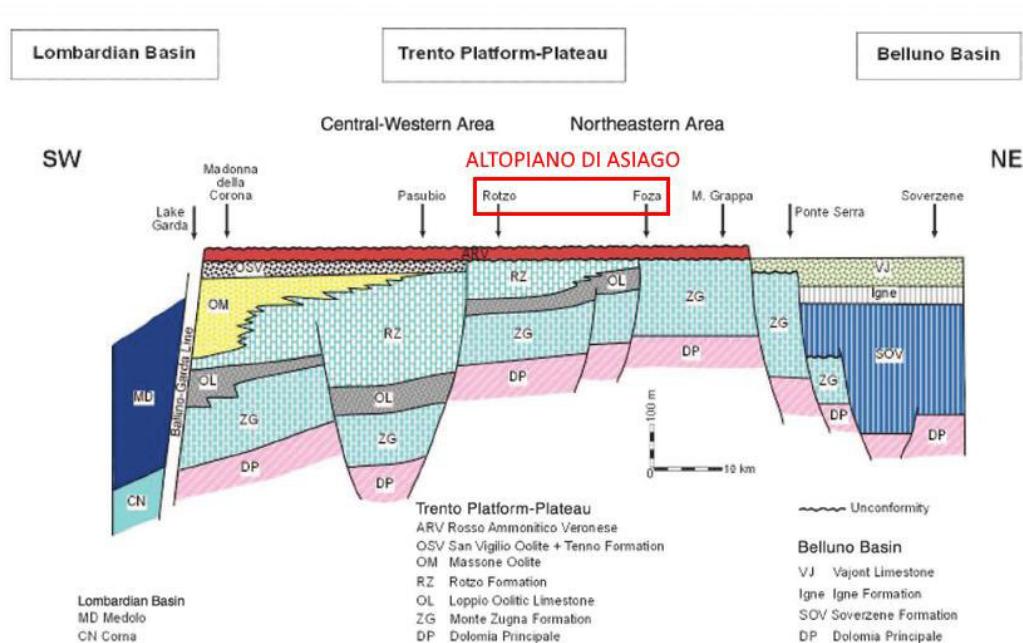 Lombardian Basin
Trento Platform-Plateau
Belluno Basin
Central-Western Area
Northeastern Area
SW
ALTOPIANO DI ASIAGO
NE
Madonna
della
Corona
Lake
Garda
Pasubio
Rotzo
Foza
M. Grappa
Ponte Serra
Soverzene
ARV
OSV
OM
RZ
RZ
OL
OL
OL
ZG
ZG
ZG
ZG
ZG
ZG
DP
DP
DP
DP
DP
DP
VJ
Igne
SOV
MD
CN
Ballino-Garda Line
100 m
0
10 km
Trento Platform-Plateau
ARV Rosso Ammonitico Veronese
OSV San Vigilio Oolite + Tenno Formation
OM Massone Oolite
RZ Rotzo Formation
OL Loppio Oolitic Limestone
ZG Monte Zugna Formation
DP Dolomia Principale
Unconformity
Belluno Basin
VJ Vajont Limestone
Igne Igne Formation
SOV Soverzene Formation
DP Dolomia Principale
Lombardian Basin
MD Medolo
CN Corna